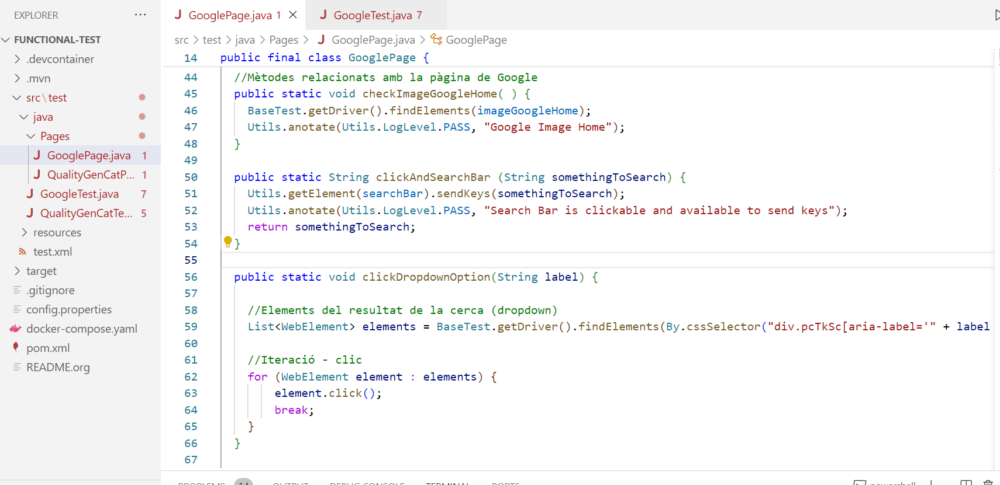 EXPLORER
FUNCTIONAL-TEST
.devcontainer
.mvn
src\test
java
Pages
GooglePage.java 1
QualityGenCatP... 1
GoogleTest.java 7
QualityGenCatTe... 5
resources
test.xml
target
.gitignore
config.properties
docker-compose.yaml
pom.xml
README.org
GooglePage.java 1
GoogleTest.java 7
src > test > java > Pages > GooglePage.java > GooglePage
14 public final class GooglePage {
44 //Mètodes relacionats amb la pàgina de Google
45 public static void checkImageGoogleHome( ) {
46 BaseTest.getDriver().findElements(imageGoogleHome);
47 Utils.anotate(Utils.LogLevel.PASS, "Google Image Home");
48 }
49
50 public static String clickAndSearchBar (String somethingToSearch) {
51 Utils.getElement(searchBar).sendKeys(somethingToSearch);
52 Utils.anotate(Utils.LogLevel.PASS, "Search Bar is clickable and available to send keys");
53 return somethingToSearch;
54 }
55
56 public static void clickDropdownOption(String label) {
57
58 //Elements del resultat de la cerca (dropdown)
59 List<WebElement> elements = BaseTest.getDriver().findElements(By.cssSelector("div.pcTkSc[aria-label='" + label
60
61 //Iteració - clic
62 for (WebElement element : elements) {
63 element.click();
64 break;
65 }
66 }
67
PROBLEMS 14 OUTPUT DEBUG CONSOLE TERMINAL PORTS powershell